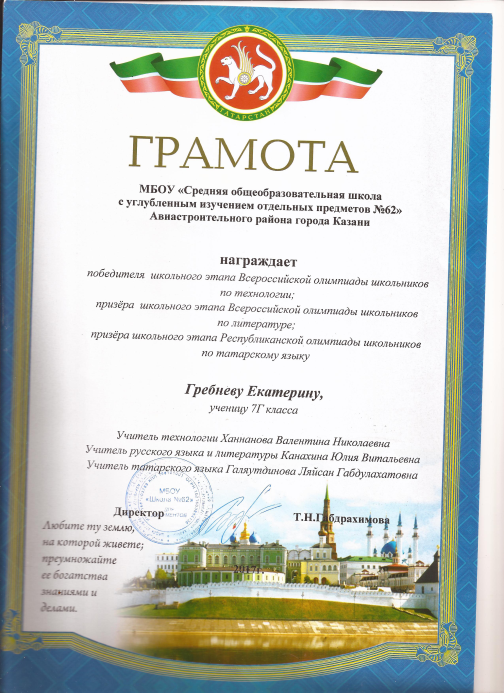 ТАТАРСТАН
ГРАМОТА
МБОУ «Средняя общеобразовательная школа
с углубленным изучением отдельных предметов №62»
Авиастроительного района города Казани
награждает
победителя школьного этапа Всероссийской олимпиады школьников
по технологии;
призёра школьного этапа Всероссийской олимпиады школьников
по литературе;
призёра школьного этапа Республиканской олимпиады школьников
по татарскому языку
Гребневу Екатерину,
ученицу 7Г класса
Учитель технологии Ханнанова Валентина Николаевна
Учитель русского языка и литературы Канахина Юлия Витальевна
Учитель татарского языка Галяутдинова Ляйсан Габдулахатовна
МБОУ
«Школа №62»
Директор
Т.Н.Габдрахимова
Любите ту землю,
на которой живете;
преумножайте
ее богатства
знаниями и
делами.
2017г.